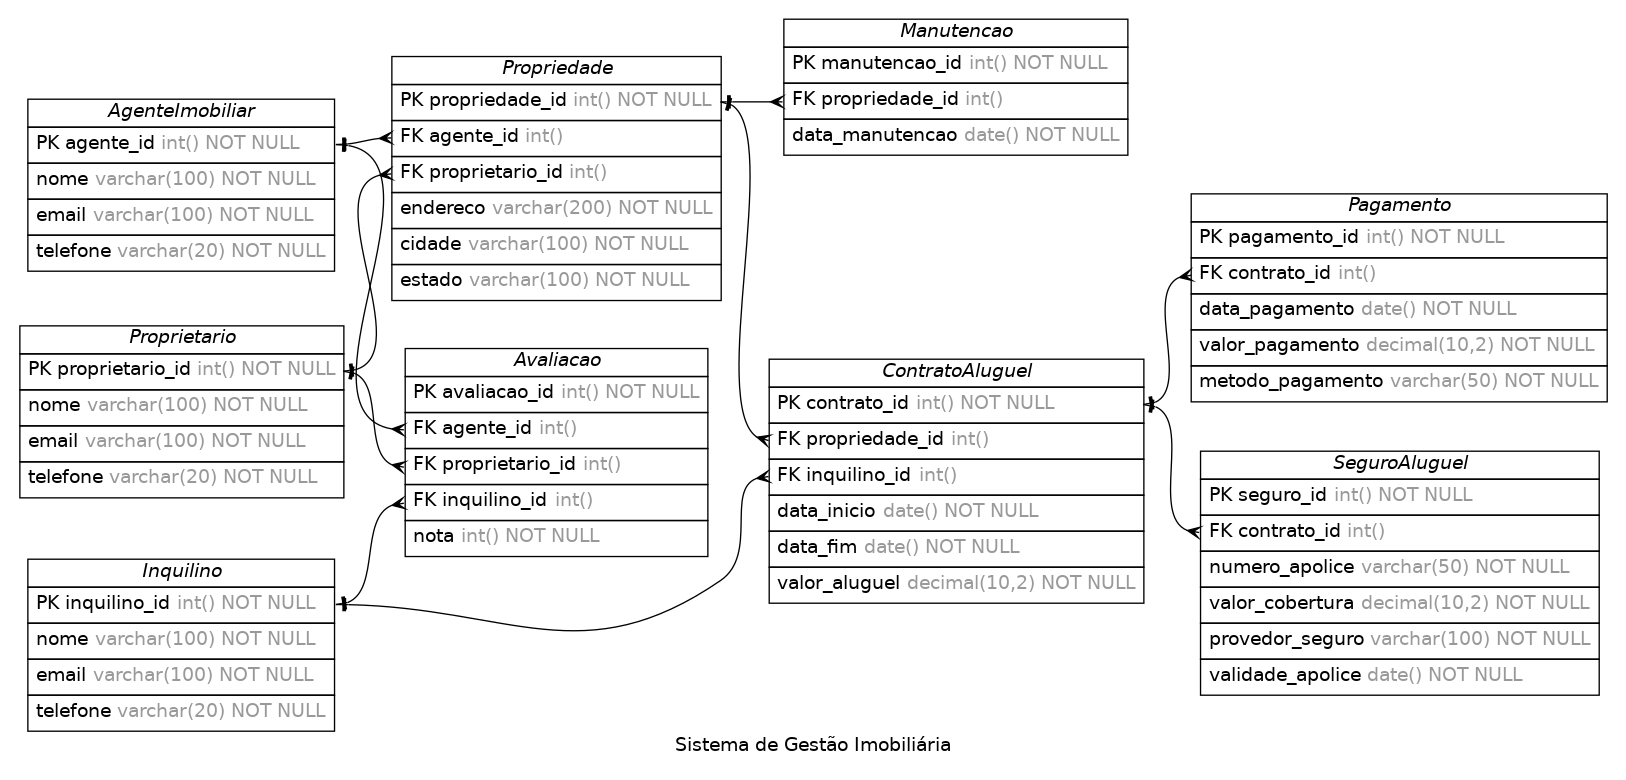 AgenteImobiliar
PK agente_id int() NOT NULL
nome varchar(100) NOT NULL
email varchar(100) NOT NULL
telefone varchar(20) NOT NULL
Proprietario
PK proprietario_id int() NOT NULL
nome varchar(100) NOT NULL
email varchar(100) NOT NULL
telefone varchar(20) NOT NULL
Inquilino
PK inquilino_id int() NOT NULL
nome varchar(100) NOT NULL
email varchar(100) NOT NULL
telefone varchar(20) NOT NULL
Propriedade
PK propriedade_id int() NOT NULL
FK agente_id int()
FK proprietario_id int()
endereco varchar(200) NOT NULL
cidade varchar(100) NOT NULL
estado varchar(100) NOT NULL
Avaliacao
PK avaliacao_id int() NOT NULL
FK agente_id int()
FK proprietario_id int()
FK inquilino_id int()
nota int() NOT NULL
Manutencao
PK manutencao_id int() NOT NULL
FK propriedade_id int()
data_manutencao date() NOT NULL
ContratoAluguel
PK contrato_id int() NOT NULL
FK propriedade_id int()
FK inquilino_id int()
data_inicio date() NOT NULL
data_fim date() NOT NULL
valor_aluguel decimal(10,2) NOT NULL
Pagamento
PK pagamento_id int() NOT NULL
FK contrato_id int()
data_pagamento date() NOT NULL
valor_pagamento decimal(10,2) NOT NULL
metodo_pagamento varchar(50) NOT NULL
SeguroAluguel
PK seguro_id int() NOT NULL
FK contrato_id int()
numero_apolice varchar(50) NOT NULL
valor_cobertura decimal(10,2) NOT NULL
provedor_seguro varchar(100) NOT NULL
validade_apolice date() NOT NULL
Sistema de Gestão Imobiliária